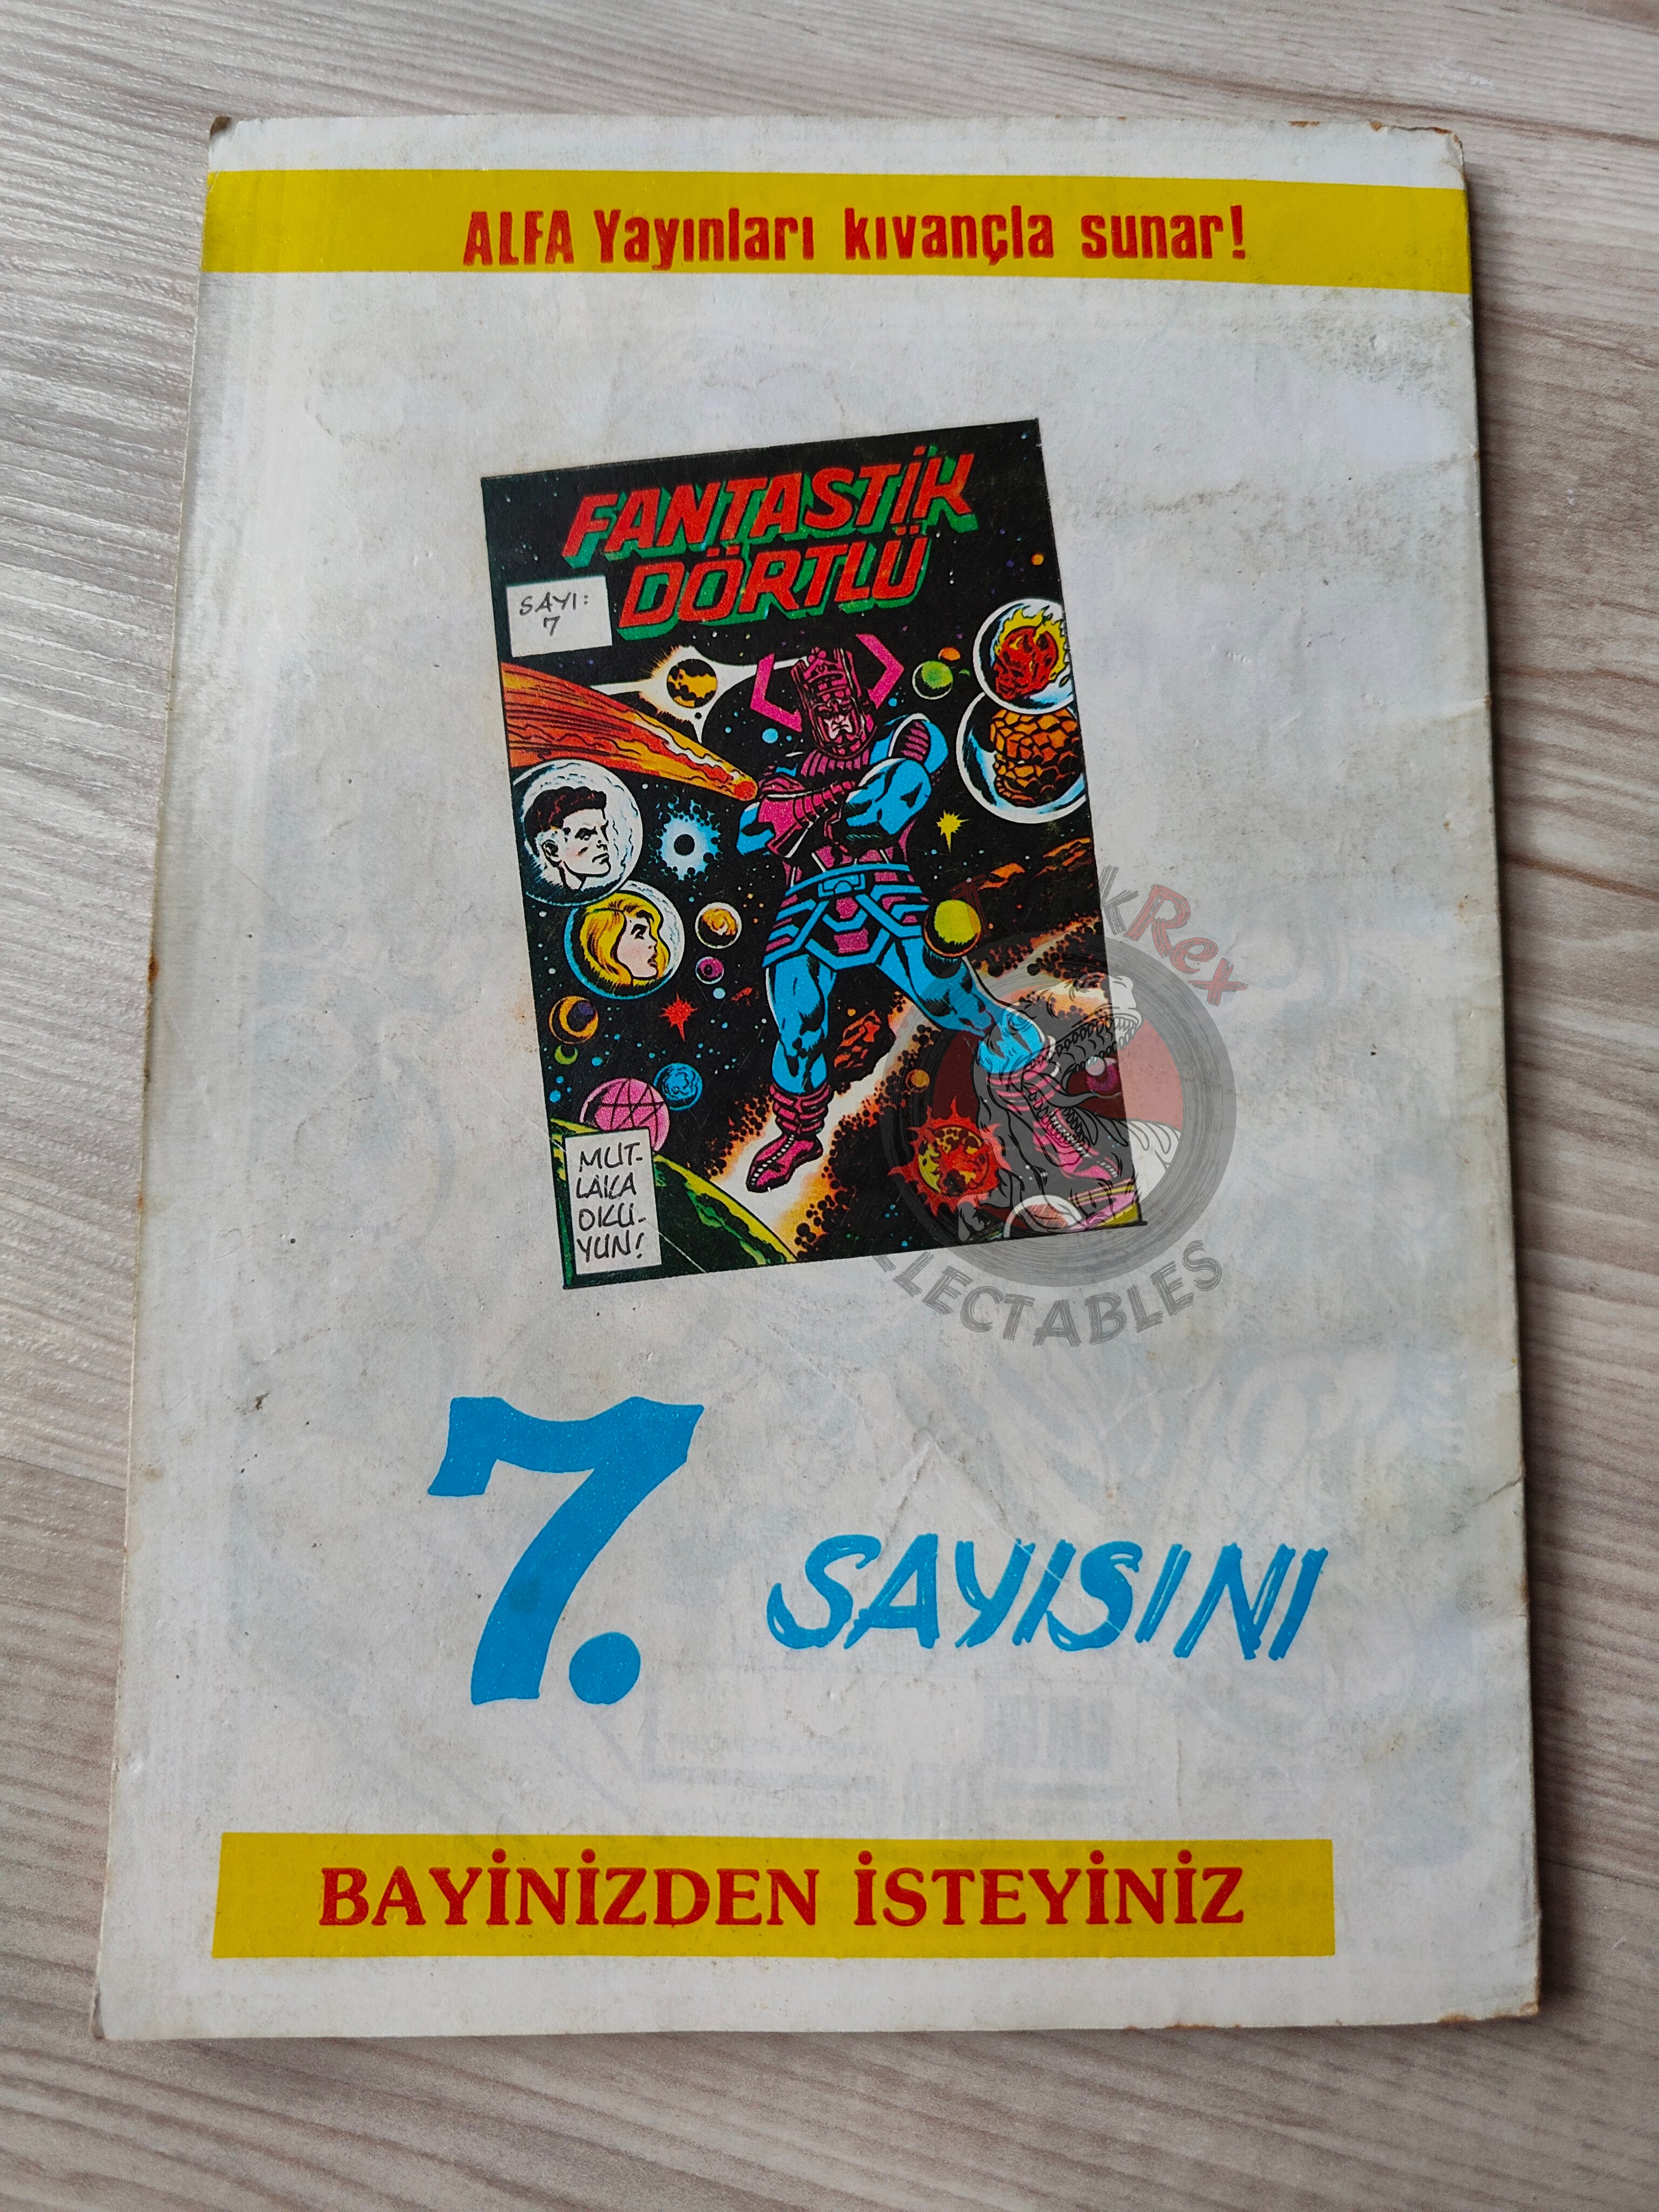 ALFA Yayınları kıvançla sunar!
FANTASTİK
DÖRTLÜ
SAYI:
7
MUT-
LAKA
OKU-
YUN!
7. SAYISINI
BAYİNİZDEN İSTEYİNİZ